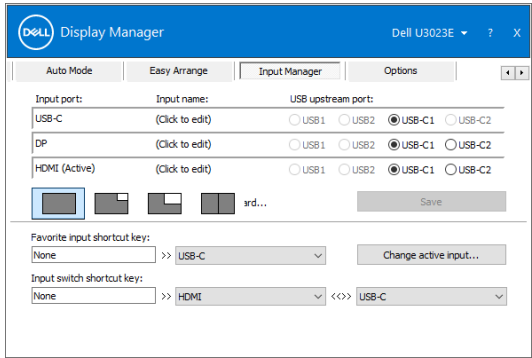 DELL Display Manager Dell U3023E ? X
Auto Mode Easy Arrange Input Manager Options
Input port: Input name: USB upstream port:
USB-C (Click to edit) USB1 USB2 USB-C1 USB-C2
DP (Click to edit) USB1 USB2 USB-C1 USB-C2
HDMI (Active) (Click to edit) USB1 USB2 USB-C1 USB-C2
ard... Save
Favorite input shortcut key:
None >> USB-C Change active input...
Input switch shortcut key:
None >> HDMI <<>> USB-C